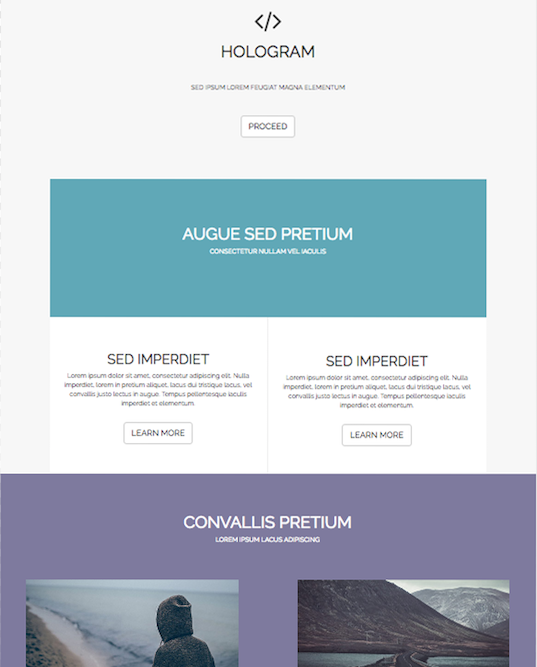 </>
HOLOGRAM
SED IPSUM LOREM FEUGIAT MAGNA ELEMENTUM
PROCEED
AUGUE SED PRETIUM
CONSECTETUR NULLAM VEL IACULIS
SED IMPERDIET
Lorem ipsum dolor sit amet, consectetur adipiscing elit. Nulla
imperdiet, lorem in pretium aliquet, lacus dui tristique lacus, vel
convallis justo lectus in augue. Tempus pellentesque lacus
imperdiet et elementum.
LEARN MORE
SED IMPERDIET
Lorem ipsum dolor sit amet, consectetur adipiscing elit. Nulla
imperdiet, lorem in pretium aliquet, lacus dui tristique lacus, vel
convallis justo lectus in augue. Tempus pellentesque lacus
imperdiet et elementum.
LEARN MORE
CONVALLIS PRETIUM
LOREM IPSUM LACUS ADIPISCING